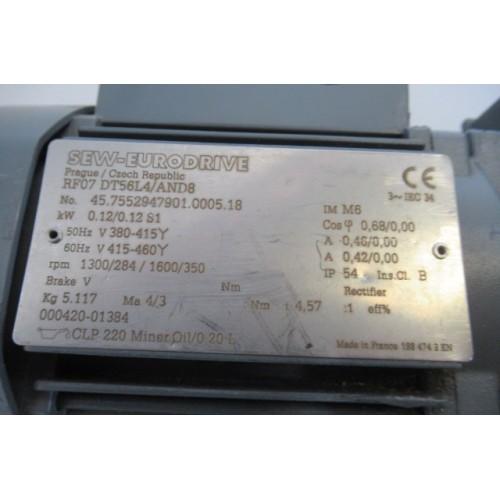 SEW-EURODRIVE
Prague / Czech Republic
RF07 DT56L4/AND8
No. 45.7552947901.0005.18
IM M6
kW 0.12/0.12 S1
Cos φ 0,68/0,00
50Hz V 380-415Y
A 0,46/0,00
60Hz V 415-460Y
A 0,42/0,00
rpm 1300/284 / 1600/350
IP 54 Ins.Cl. B
Brake V Nm Rectifier
Kg 5.117 Ma 4/3 Nm i 4,57 :1 eff%
000420-01384
CLP 220 Miner.Oil/0.20 L
Made in France 188 474 3 EN
CE
3~ IEC 34